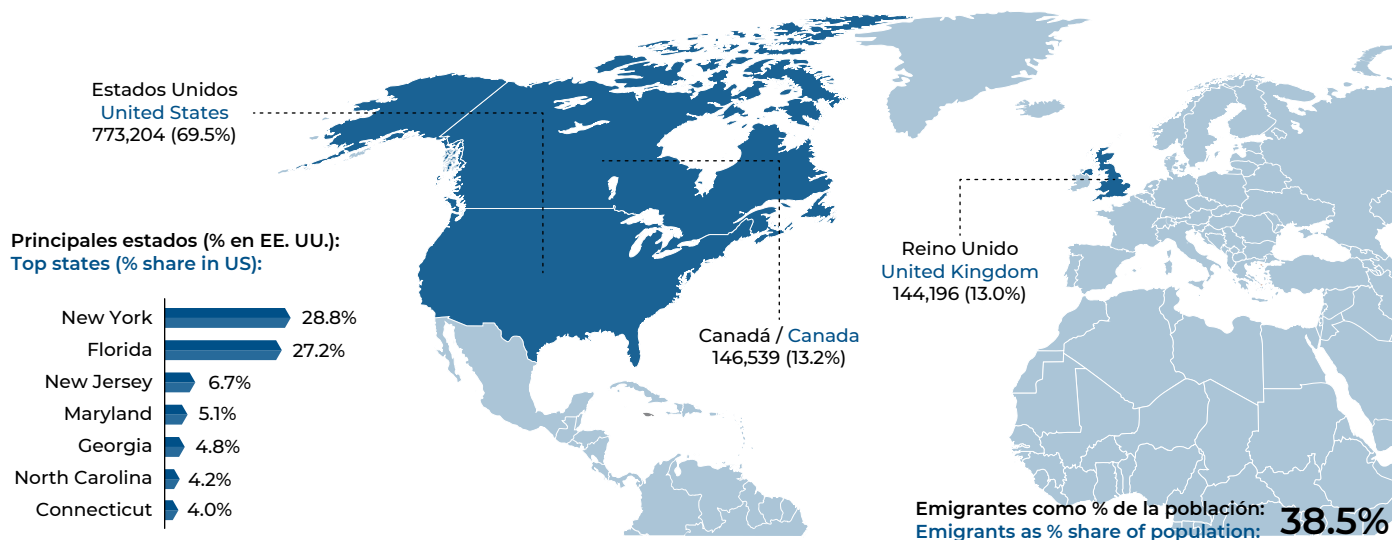 Estados Unidos
United States
773,204 (69.5%)
Reino Unido
United Kingdom
144,196 (13.0%)
Canadá / Canada
146,539 (13.2%)
Principales estados (% en EE. UU.):
Top states (% share in US):
New York 28.8%
Florida 27.2%
New Jersey 6.7%
Maryland 5.1%
Georgia 4.8%
North Carolina 4.2%
Connecticut 4.0%
Emigrantes como % de la población:
Emigrants as % share of population:
38.5%